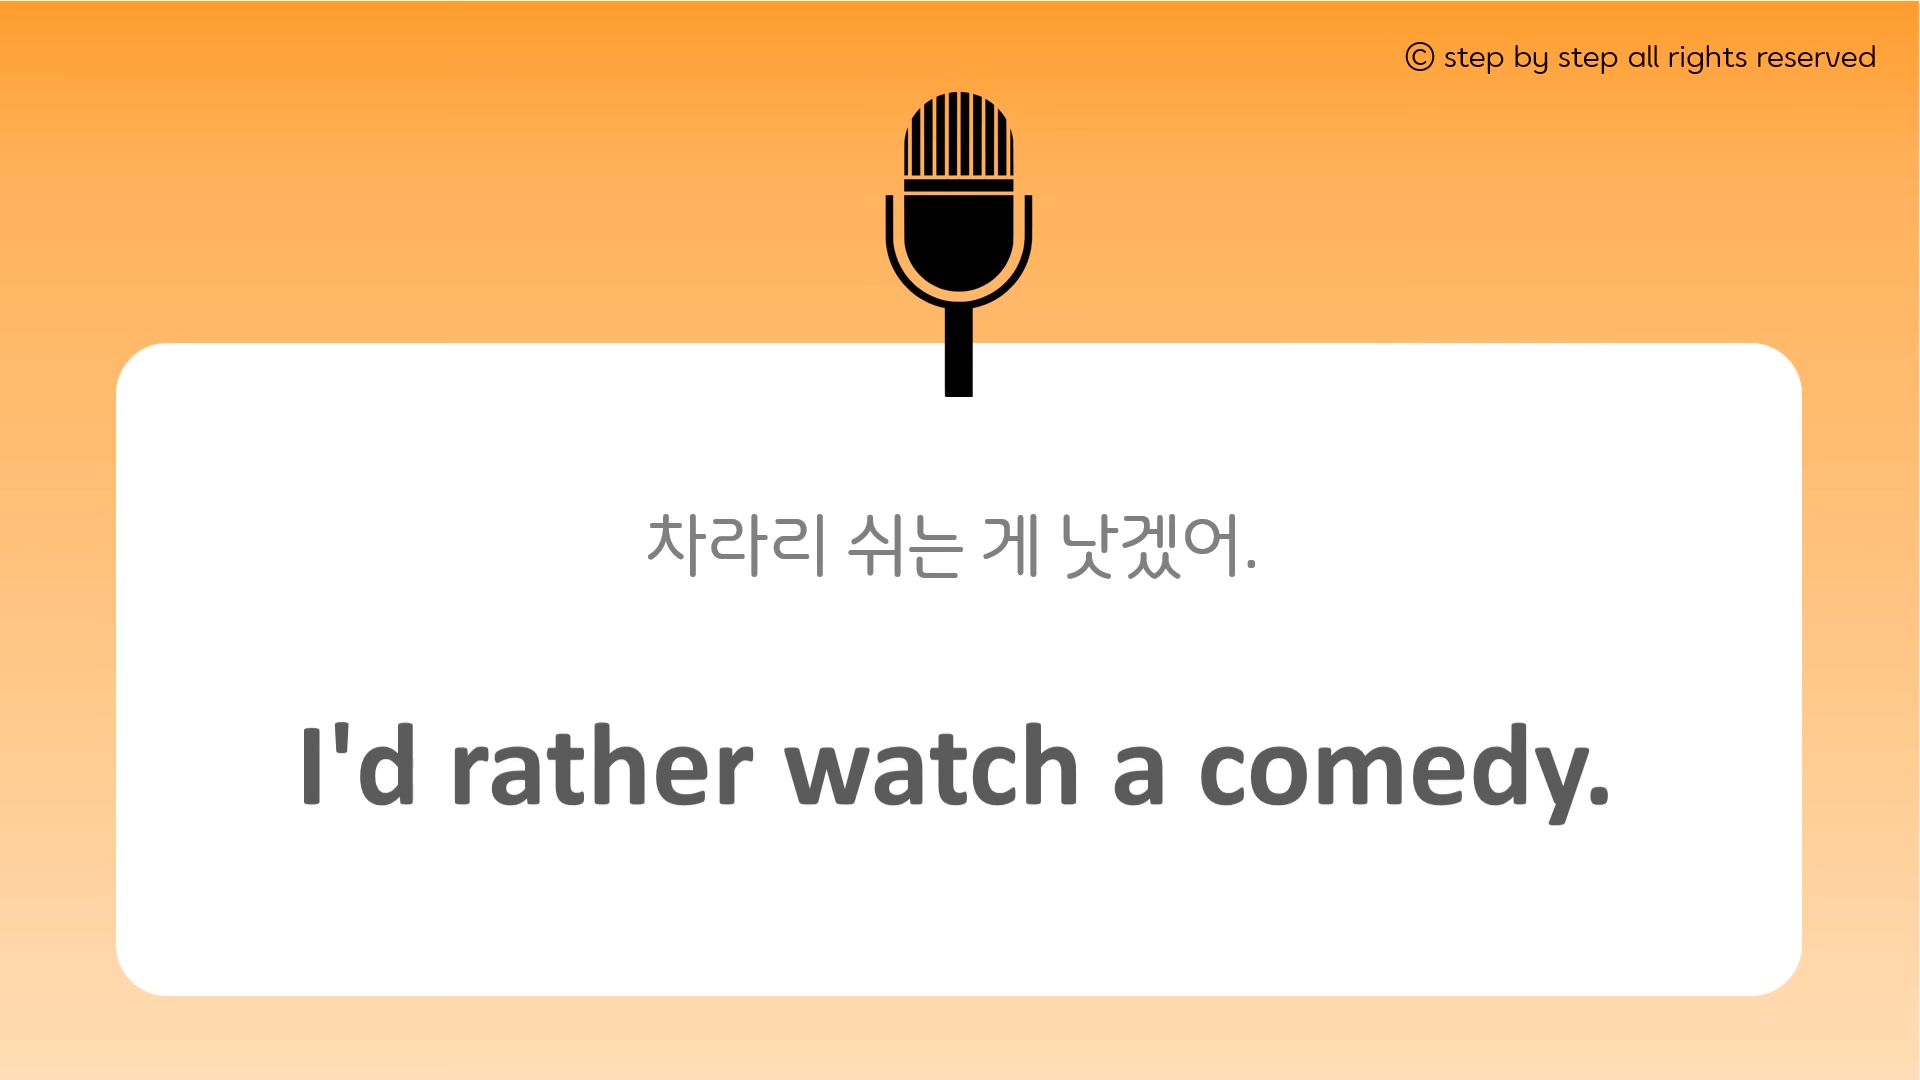 © step by step all rights reserved
차라리 쉬는 게 낫겠어.
I'd rather watch a comedy.